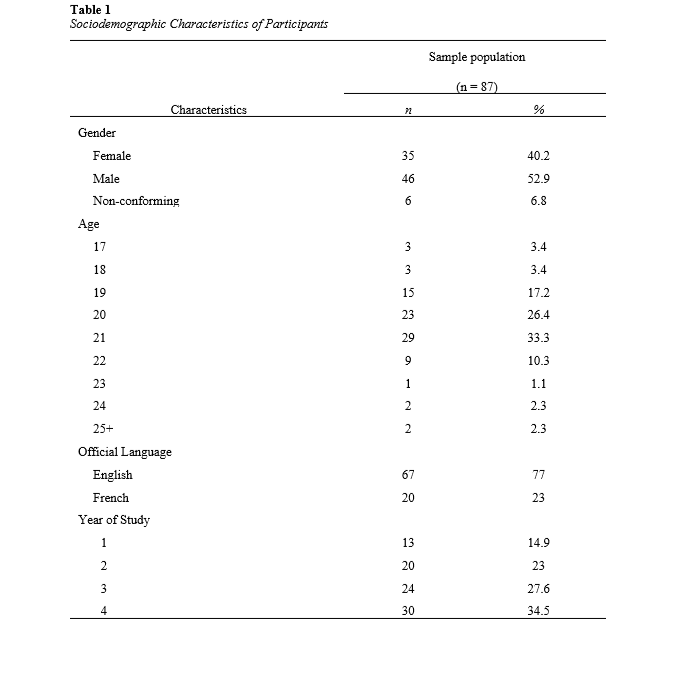 Table 1
Sociodemographic Characteristics of Participants
Sample population
(n = 87)
Characteristics n %
Gender
Female 35 40.2
Male 46 52.9
Non-conforming 6 6.8
Age
17 3 3.4
18 3 3.4
19 15 17.2
20 23 26.4
21 29 33.3
22 9 10.3
23 1 1.1
24 2 2.3
25+ 2 2.3
Official Language
English 67 77
French 20 23
Year of Study
1 13 14.9
2 20 23
3 24 27.6
4 30 34.5